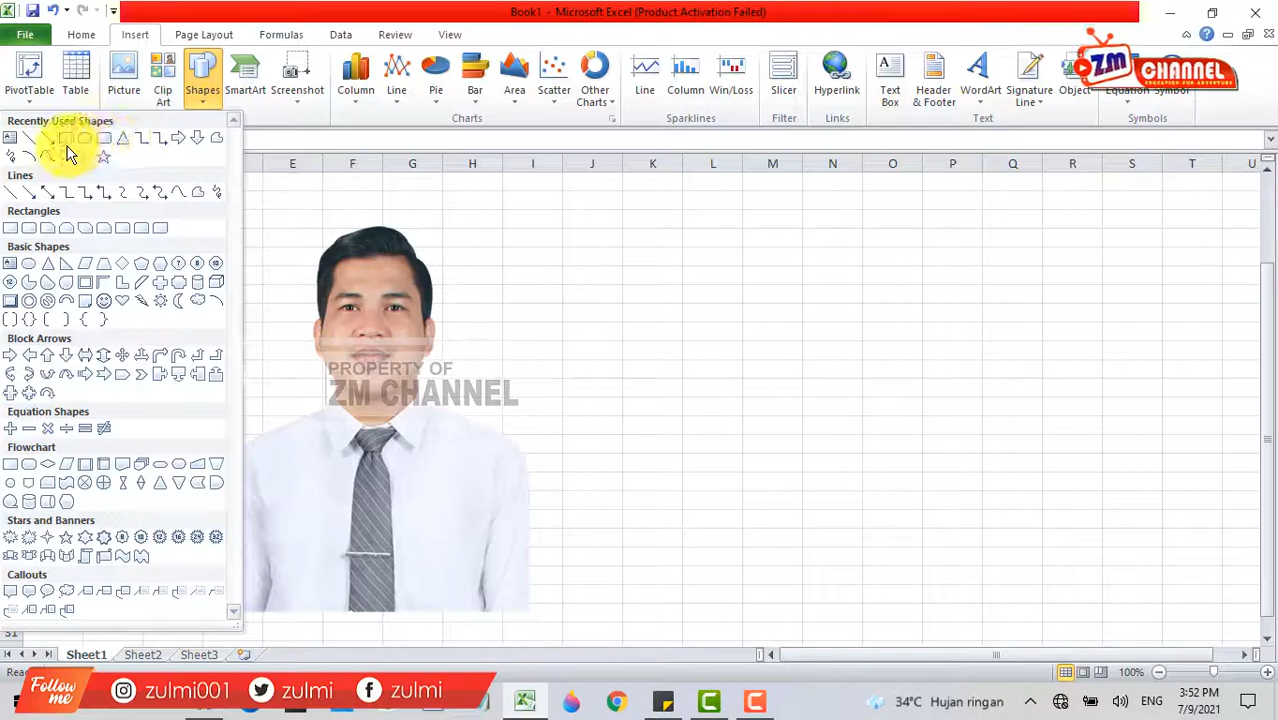 Book1 - Microsoft Excel (Product Activation Failed)
File Home Insert Page Layout Formulas Data Review View
PivotTable Table Picture Clip Art Shapes SmartArt Screenshot Column Line Pie Bar Area Scatter Other Charts Line Column Win/Loss Slicer Hyperlink Text Box Header & Footer WordArt Signature Line Object Equation Symbol
Charts Sparklines Filter Links Text
ZM CHANNEL
Recently Used Shapes
Lines
Rectangles
Basic Shapes
Block Arrows
Equation Shapes
Flowchart
Stars and Banners
Callouts
E F G H I J K L M N O P Q R S T U
PROPERTY OF
ZM CHANNEL
31
Sheet1 Sheet2 Sheet3
100%
Follow me
zulmi001 zulmi zulmi
34°C Hujan ringan
ENG
3:52 PM
7/9/2021